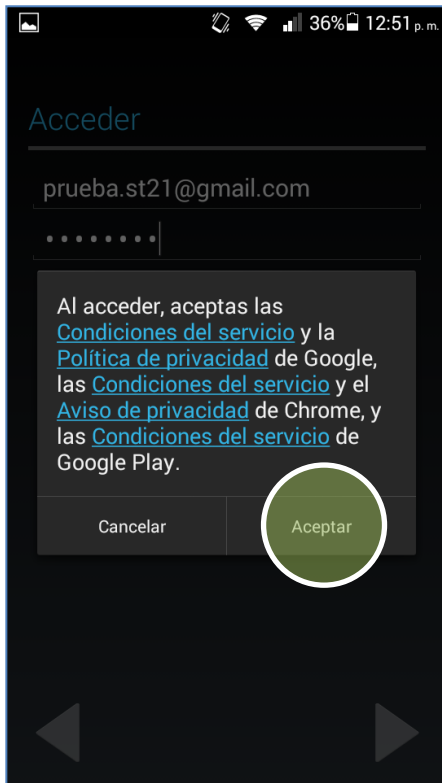 36% 12:51 p. m.
Acceder
prueba.st21@gmail.com
Al acceder, aceptas las
Condiciones del servicio y la
Política de privacidad de Google,
las Condiciones del servicio y el
Aviso de privacidad de Chrome, y
las Condiciones del servicio de
Google Play.
Cancelar
Aceptar